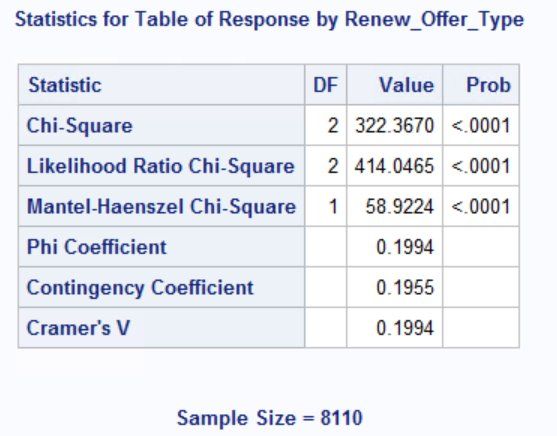 Statistics for Table of Response by Renew_Offer_Type
Statistic DF Value Prob
Chi-Square 2 322.3670 <.0001
Likelihood Ratio Chi-Square 2 414.0465 <.0001
Mantel-Haenszel Chi-Square 1 58.9224 <.0001
Phi Coefficient 0.1994
Contingency Coefficient 0.1955
Cramer's V 0.1994
Sample Size = 8110